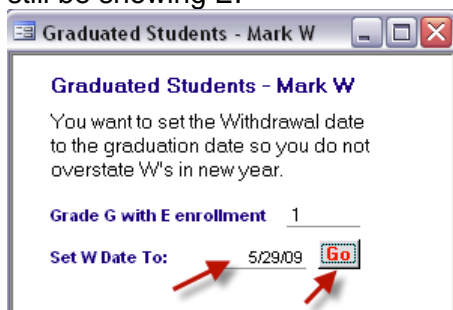 still be showing E.
Graduated Students - Mark W
Graduated Students - Mark W
You want to set the Withdrawal date
to the graduation date so you do not
overstate W's in new year.
Grade G with E enrollment 1
Set W Date To: 5/29/09 Go